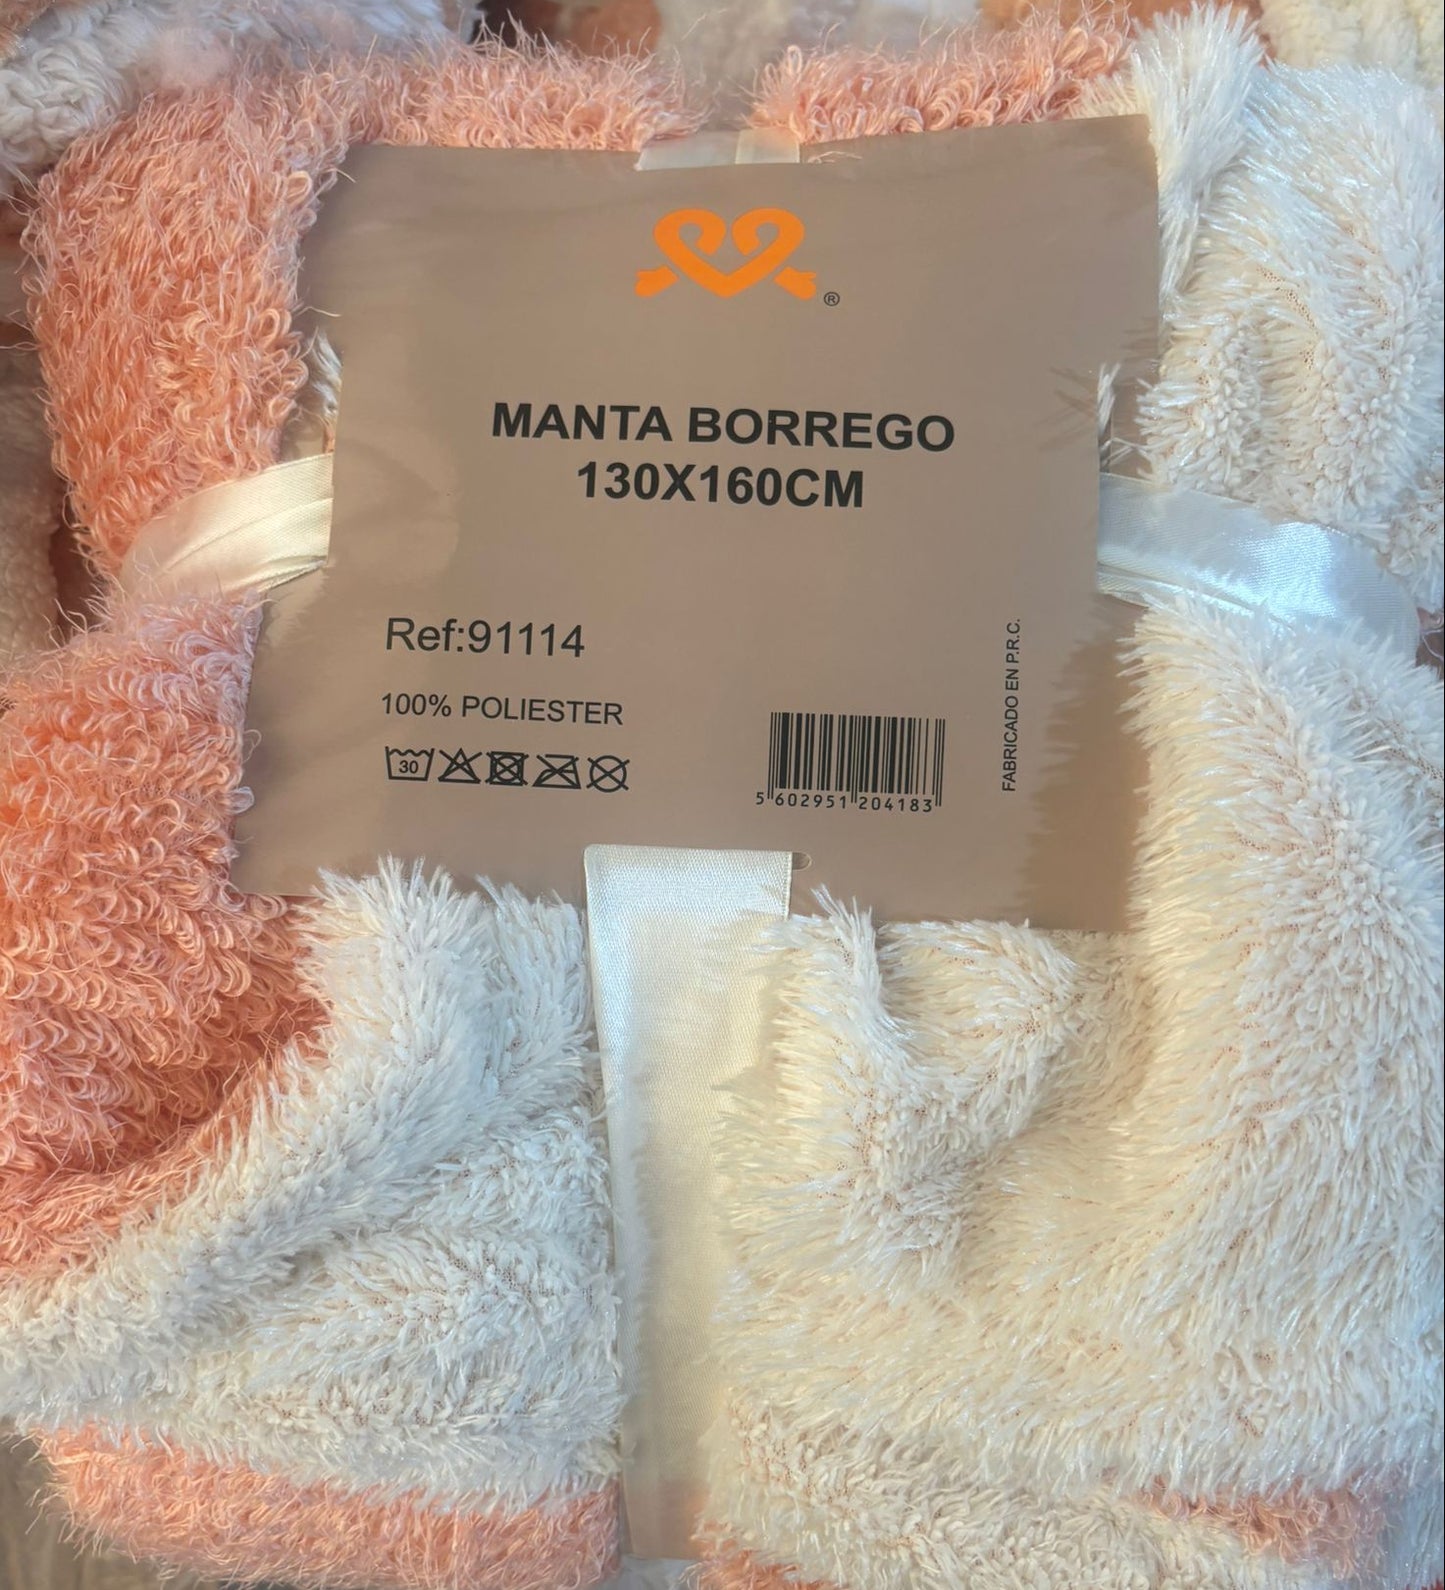 ®
MANTA BORREGO
130X160CM
Ref:91114
100% POLIESTER
30
5 602951 204183
FABRICADO EN P.R.C.